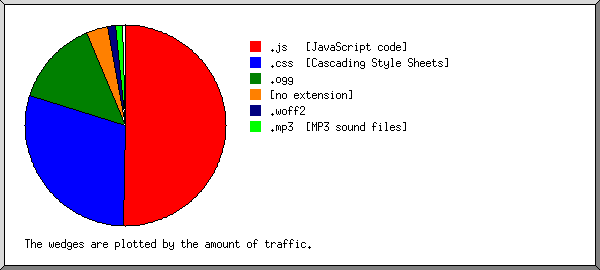 .js [JavaScript code]
.css [Cascading Style Sheets]
.ogg
[no extension]
.woff2
.mp3 [MP3 sound files]
The wedges are plotted by the amount of traffic.